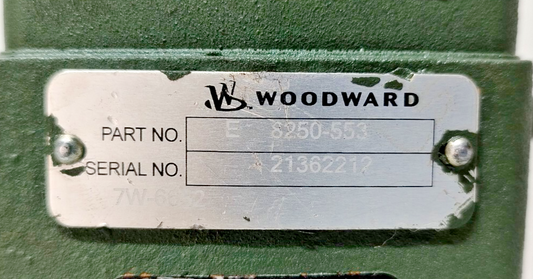 WOODWARD
PART NO. E 8250-553
SERIAL NO. 21362212